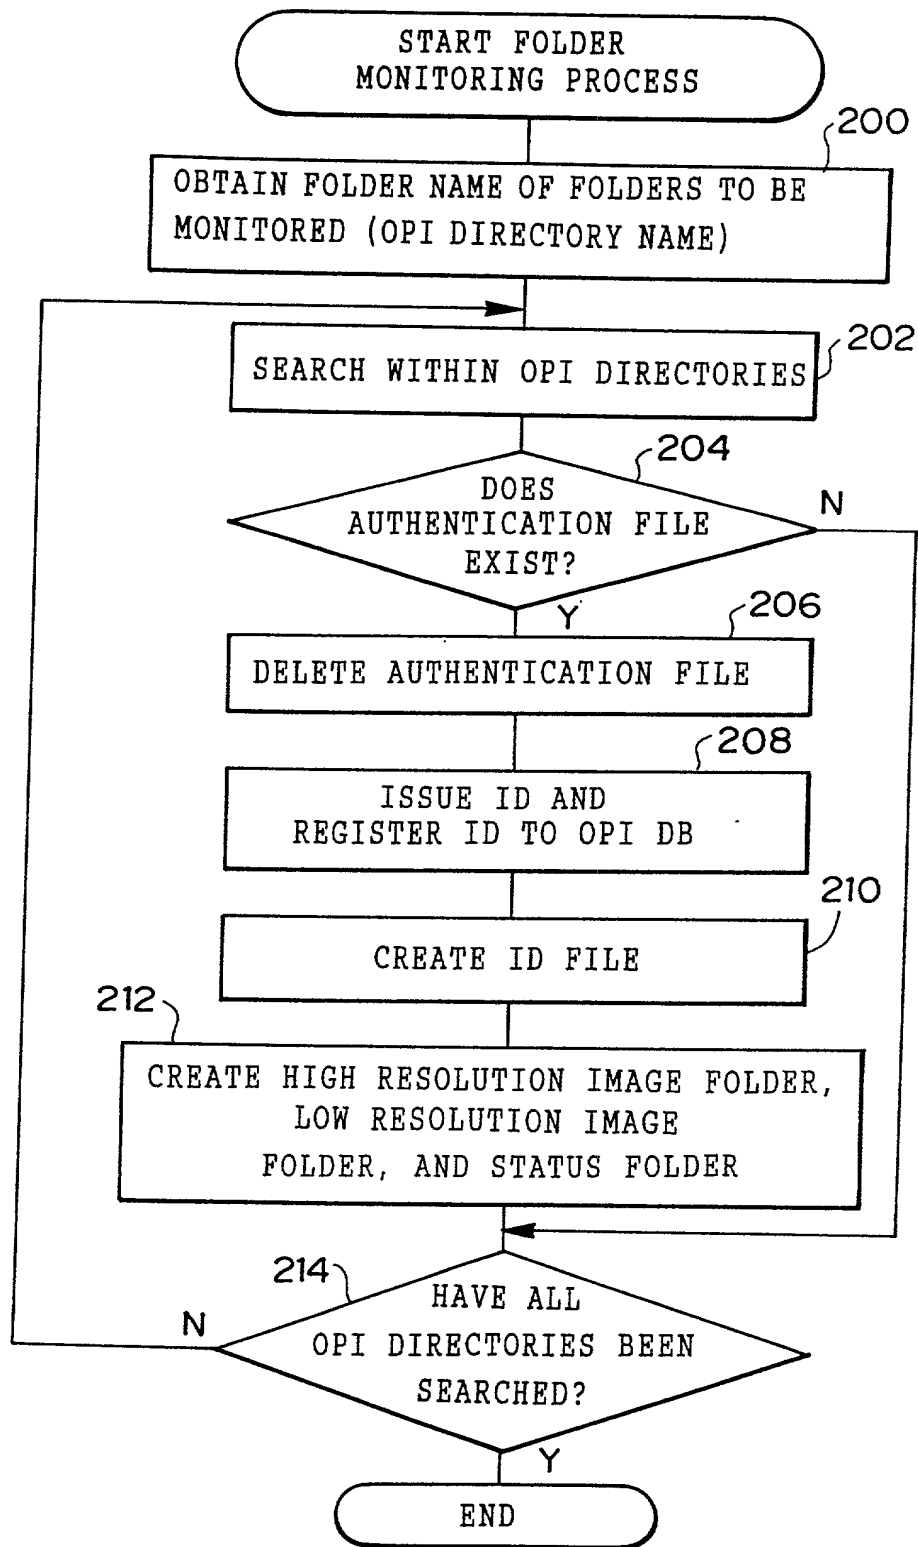 START FOLDER
MONITORING PROCESS
200
OBTAIN FOLDER NAME OF FOLDERS TO BE
MONITORED (OPI DIRECTORY NAME)
202
SEARCH WITHIN OPI DIRECTORIES
204
DOES
AUTHENTICATION FILE
EXIST?
N
Y
206
DELETE AUTHENTICATION FILE
208
ISSUE ID AND
REGISTER ID TO OPI DB
210
CREATE ID FILE
212
CREATE HIGH RESOLUTION IMAGE FOLDER,
LOW RESOLUTION IMAGE
FOLDER, AND STATUS FOLDER
214
HAVE ALL
OPI DIRECTORIES BEEN
SEARCHED?
N
Y
END